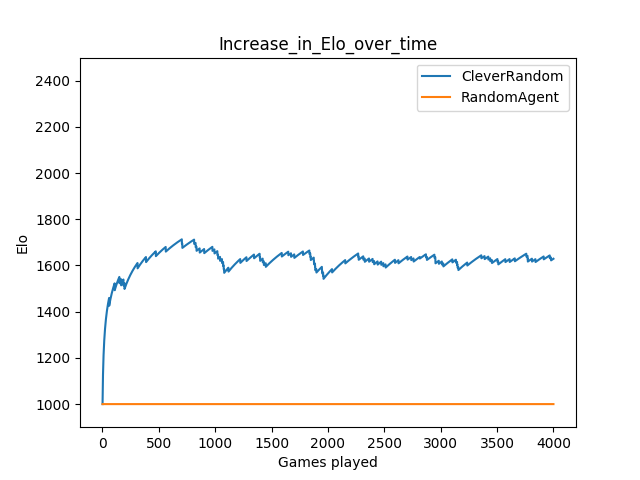 Increase_in_Elo_over_time
CleverRandom
RandomAgent
2400
2200
2000
1800
1600
1400
1200
1000
Elo
0 500 1000 1500 2000 2500 3000 3500 4000
Games played